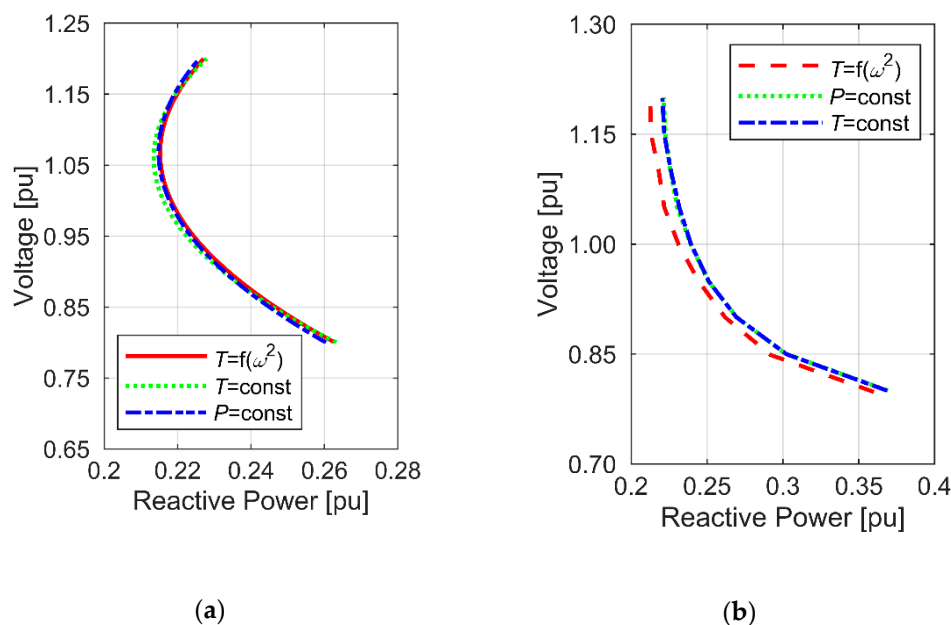 1.25
1.15
1.05
0.95
0.85
0.75
0.65
Voltage [pu]
T=f(ω²)
T=const
P=const
0.2 0.22 0.24 0.26 0.28
Reactive Power [pu]
(a)
1.30
1.15
1.00
0.85
0.70
Voltage [pu]
T=f(ω²)
P=const
T=const
0.2 0.25 0.3 0.35 0.4
Reactive Power [pu]
(b)